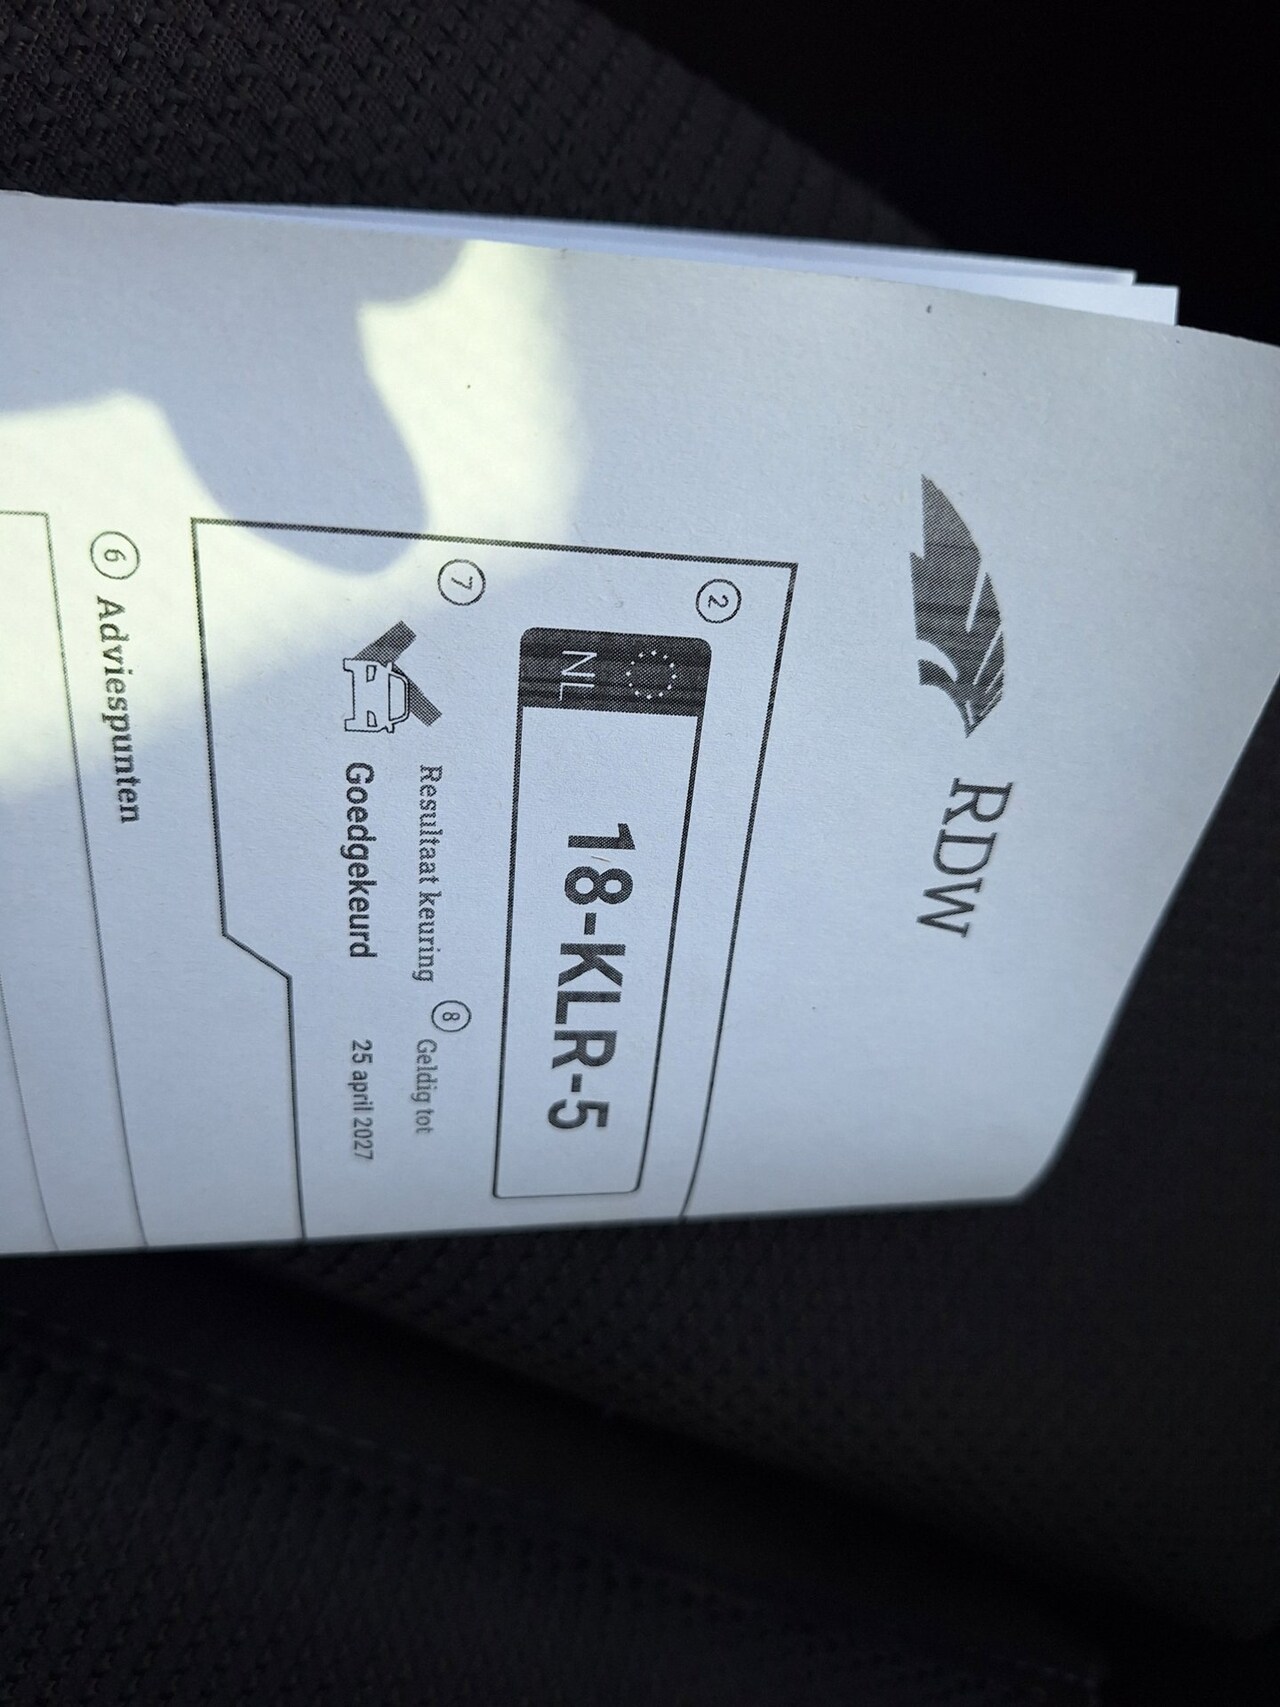 RDW
2
NL
18-KLR-5
7
Resultaat keuring
Goedgekeurd
8
Geldig tot
25 april 2027
6 Adviespunten